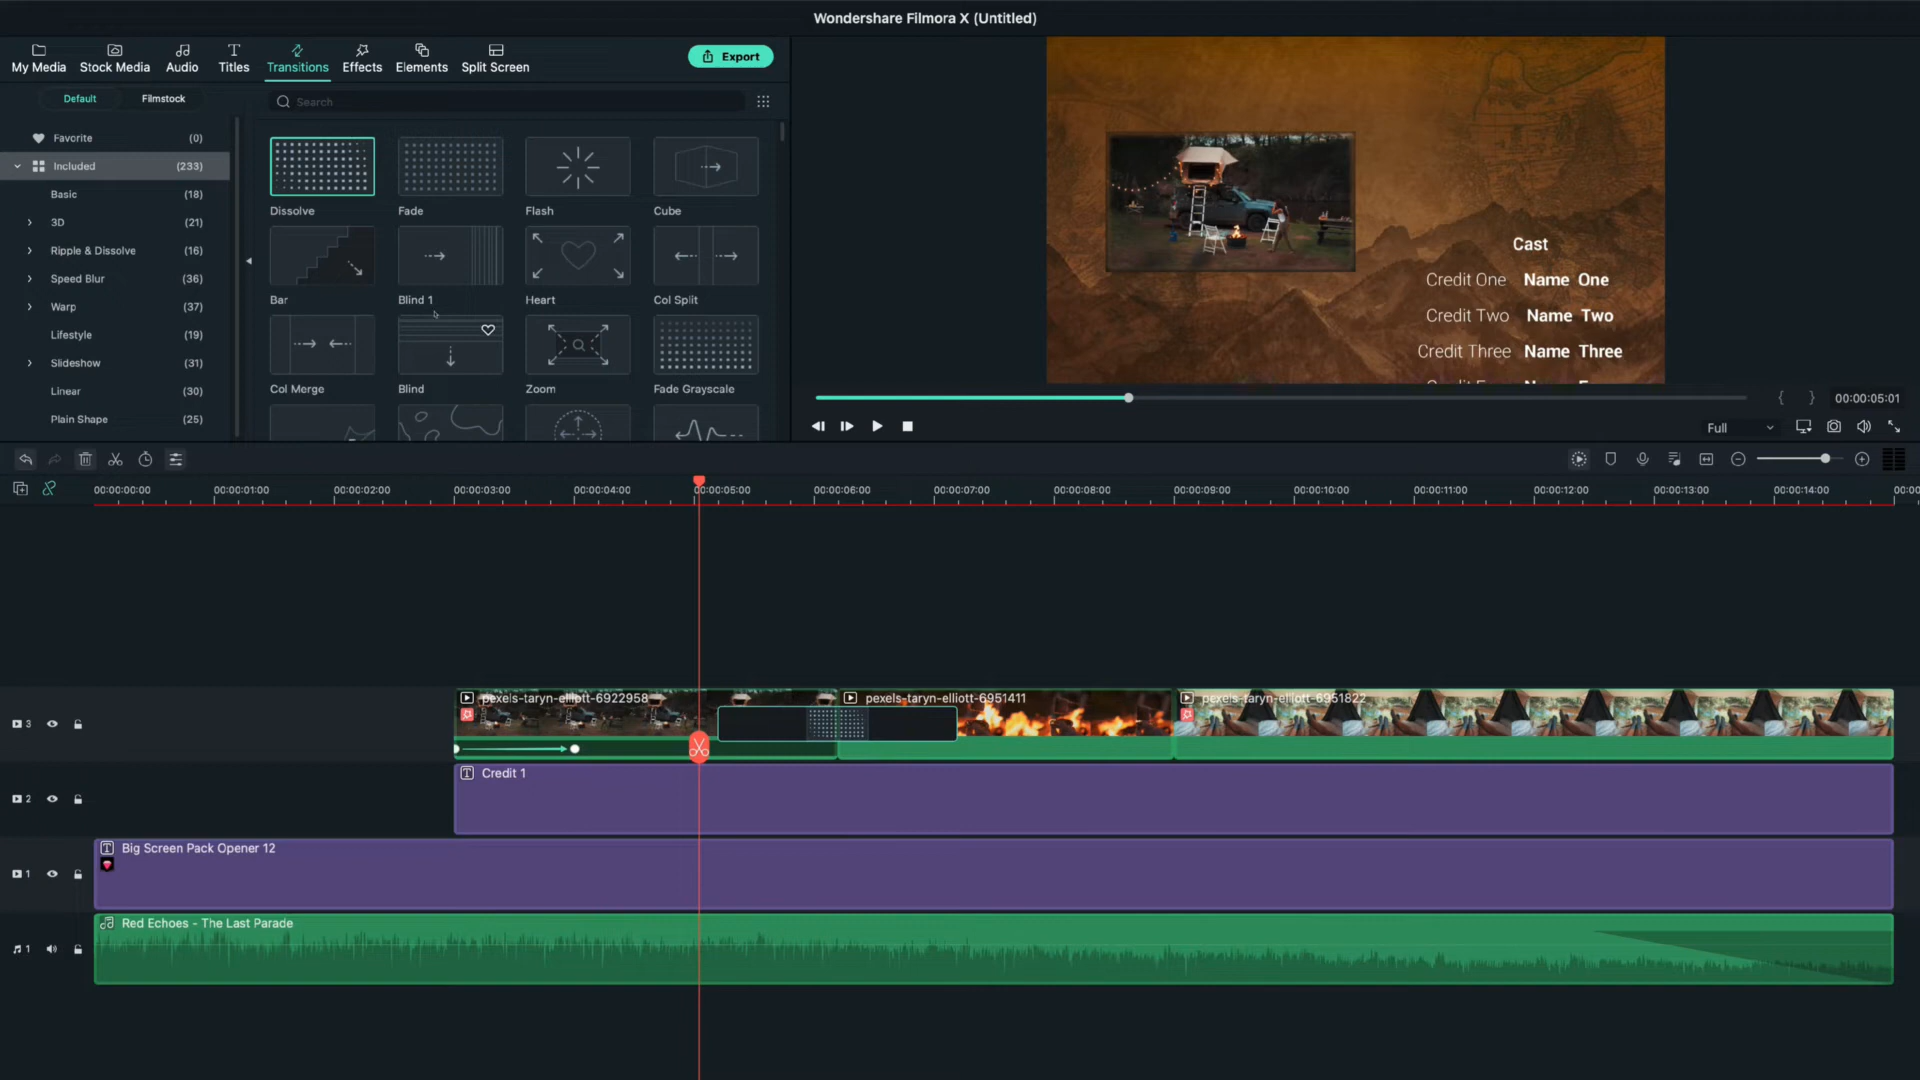 Wondershare Filmora X (Untitled)
My Media
Stock Media
Audio
Titles
Transitions
Effects
Elements
Split Screen
Export
Default
Filmstock
Search
Favorite (0)
Included (233)
Basic (18)
3D (21)
Ripple & Dissolve (16)
Speed Blur (36)
Warp (37)
Lifestyle (19)
Slideshow (31)
Linear (30)
Plain Shape (25)
Dissolve
Fade
Flash
Cube
Bar
Blind 1
Heart
Col Split
Col Merge
Blind
Zoom
Fade Grayscale
Cast
Credit One Name One
Credit Two Name Two
Credit Three Name Three
{ } 00:00:05:01
Full
00:00:00:00
00:00:01:00
00:00:02:00
00:00:03:00
00:00:04:00
00:00:05:00
00:00:06:00
00:00:07:00
00:00:08:00
00:00:09:00
00:00:10:00
00:00:11:00
00:00:12:00
00:00:13:00
00:00:14:00
3
pexels-taryn-elliott-6922958
pexels-taryn-elliott-6951411
pexels-taryn-elliott-6951822
2
Credit 1
1
Big Screen Pack Opener 12
1
Red Echoes - The Last Parade